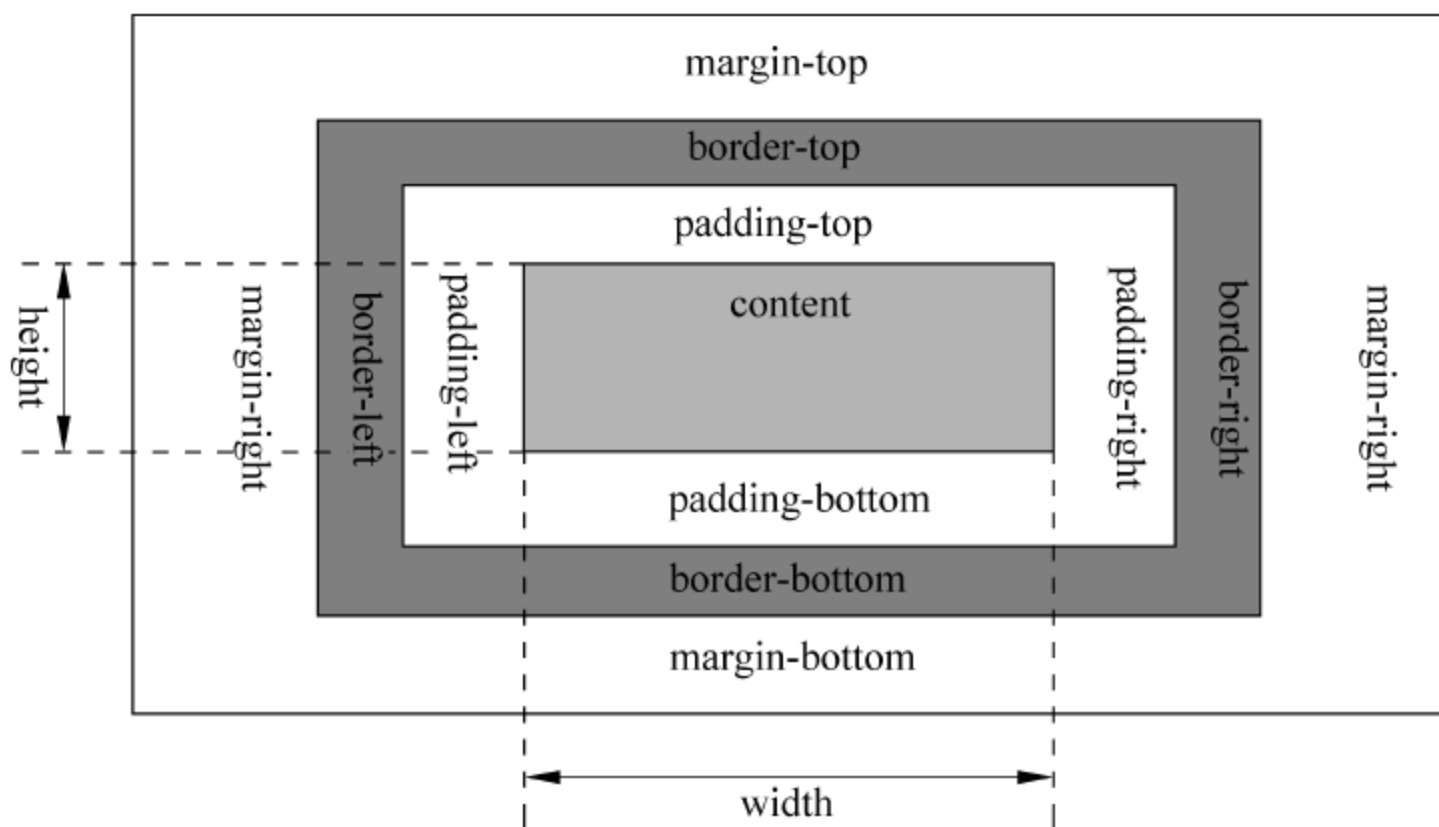 margin-top
border-top
padding-top
content
height
margin-right
border-left
padding-left
padding-right
border-right
margin-right
padding-bottom
border-bottom
margin-bottom
width